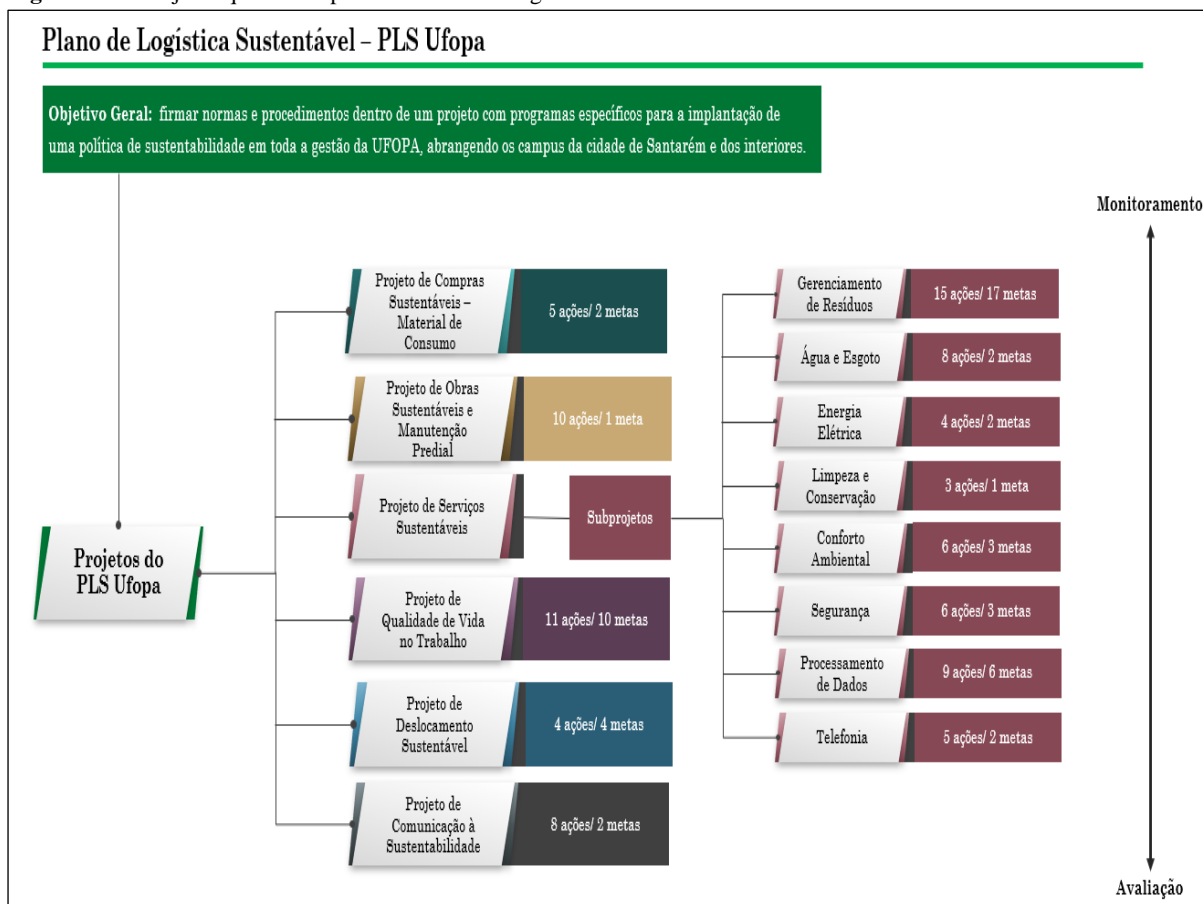 Plano de Logística Sustentável – PLS Ufopa
Objetivo Geral: firmar normas e procedimentos dentro de um projeto com programas específicos para a implantação de
uma política de sustentabilidade em toda a gestão da UFOPA, abrangendo os campus da cidade de Santarém e dos interiores.
Projetos do
PLS Ufopa
Projeto de Compras
Sustentáveis –
Material de
Consumo
5 ações/ 2 metas
Projeto de Obras
Sustentáveis e
Manutenção
Predial
10 ações/ 1 meta
Projeto de Serviços
Sustentáveis
Subprojetos
Projeto de
Qualidade de Vida
no Trabalho
11 ações/ 10 metas
Projeto de
Deslocamento
Sustentável
4 ações/ 4 metas
Projeto de
Comunicação à
Sustentabilidade
8 ações/ 2 metas
Gerenciamento
de Resíduos
15 ações/ 17 metas
Água e Esgoto
8 ações/ 2 metas
Energia
Elétrica
4 ações/ 2 metas
Limpeza e
Conservação
3 ações/ 1 meta
Conforto
Ambiental
6 ações/ 3 metas
Segurança
6 ações/ 3 metas
Processamento
de Dados
9 ações/ 6 metas
Telefonia
5 ações/ 2 metas
Monitoramento
Avaliação